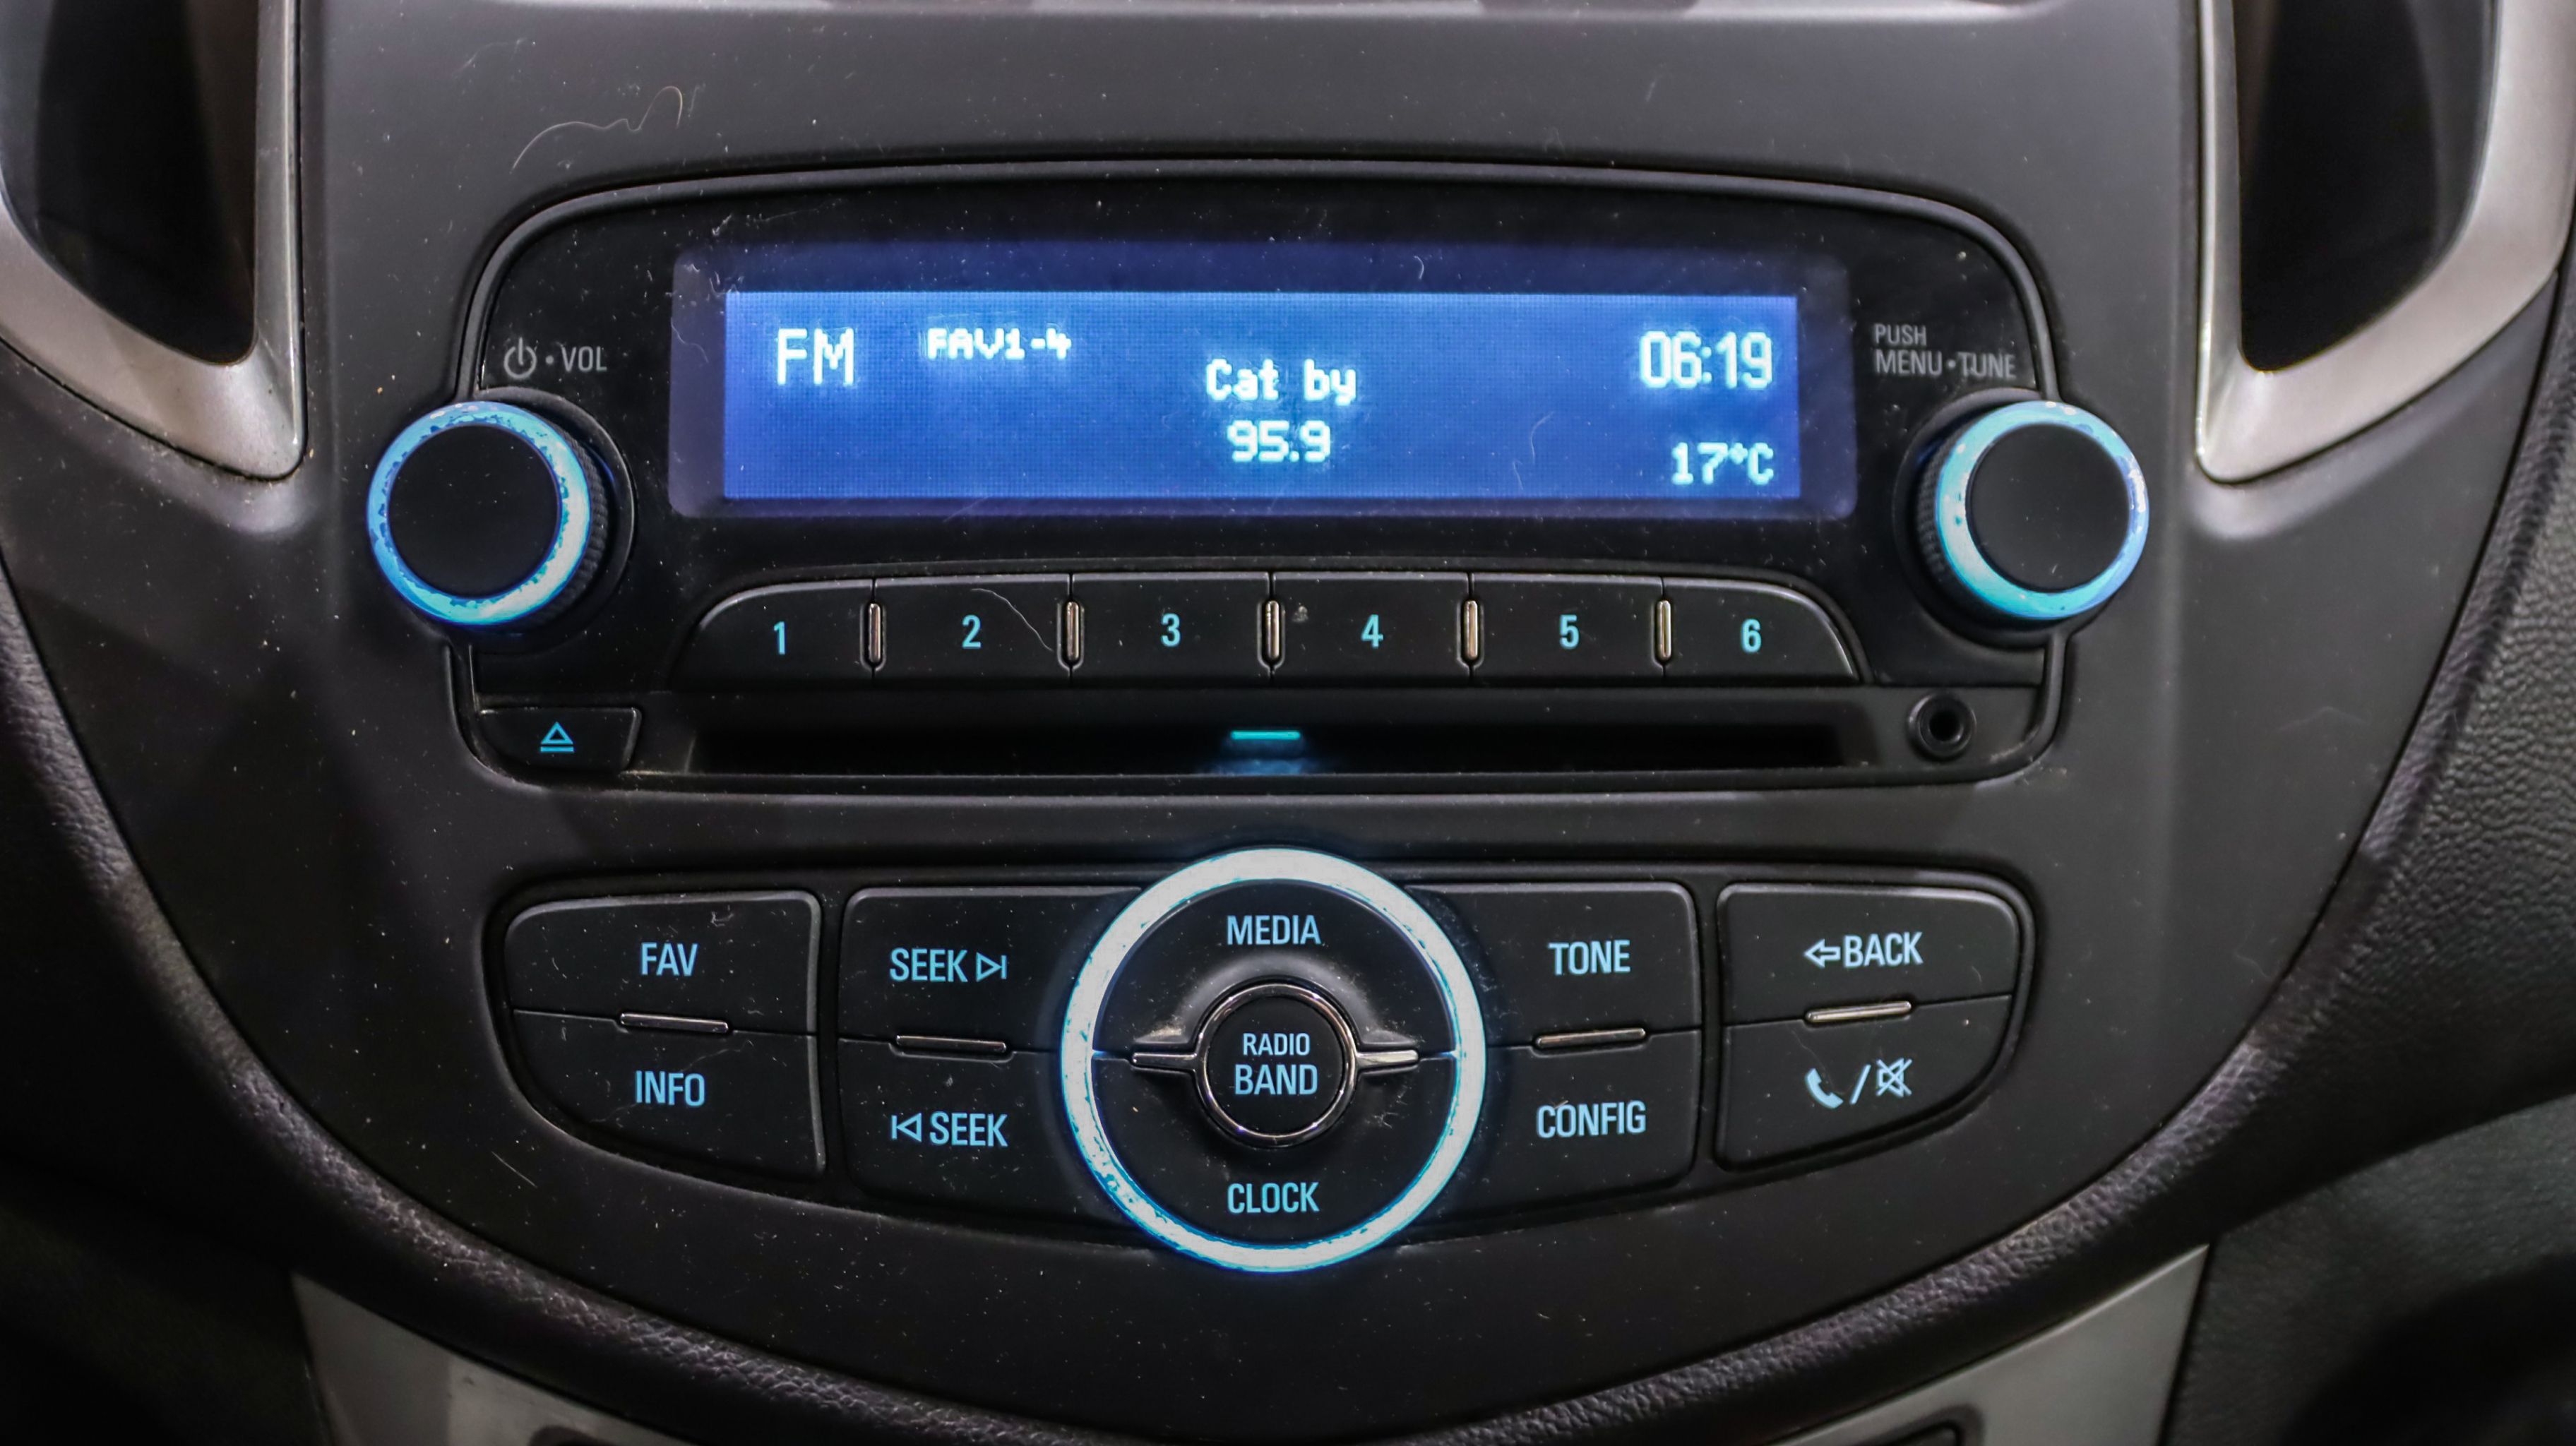 VOL
FM FAV1-4 06:19
Cat by
95.9
17°C
PUSH
MENU•TUNE
1 2 3 4 5 6
FAV
INFO
SEEK
SEEK
MEDIA
RADIO
BAND
CLOCK
TONE
CONFIG
BACK